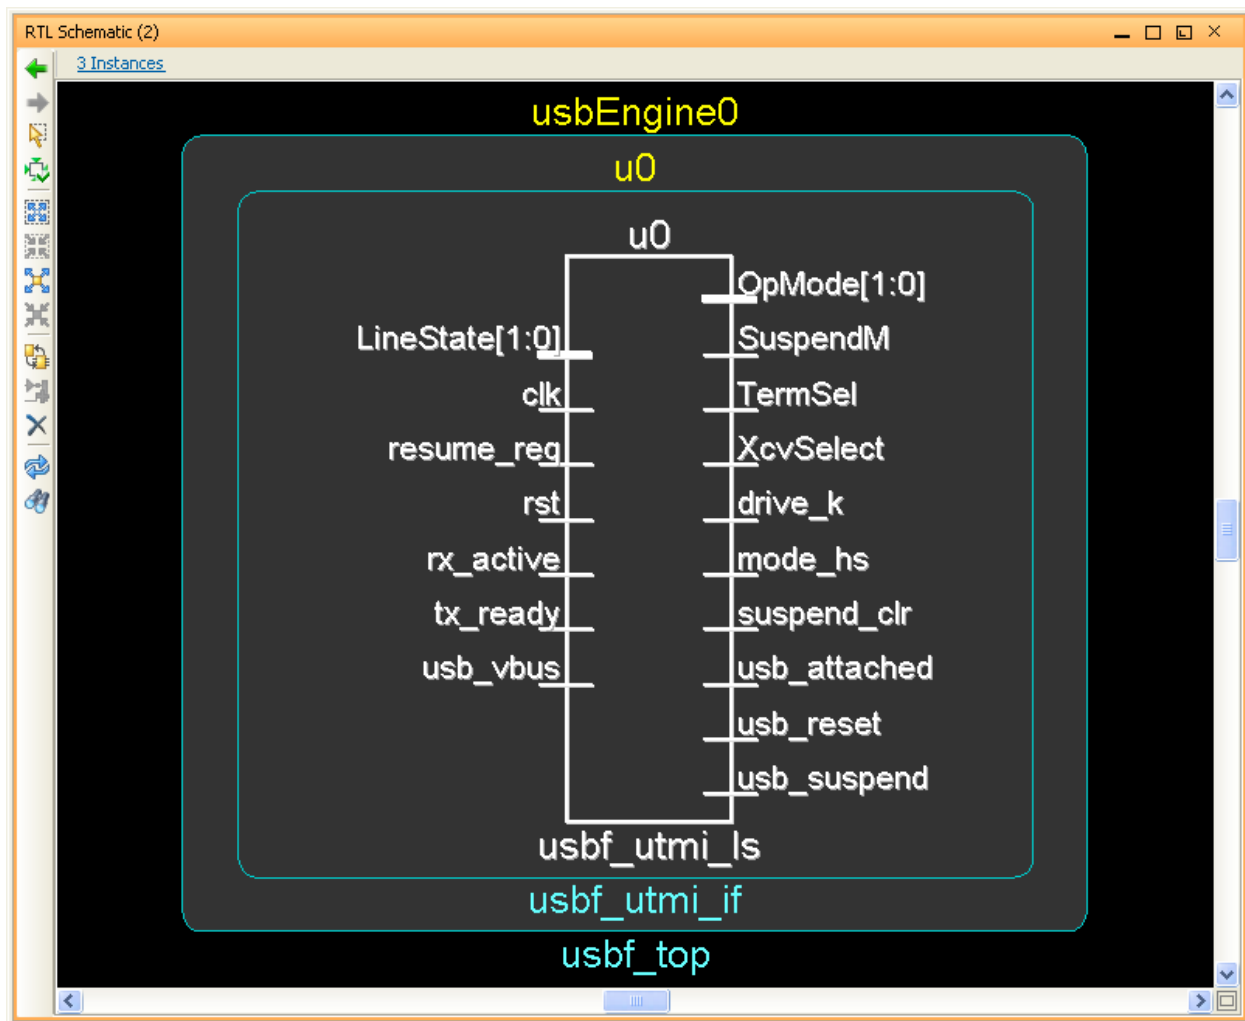 RTL Schematic (2)
3 Instances
usbEngine0
u0
u0
OpMode[1:0]
LineState[1:0]
SuspendM
clk
TermSel
resume_req
XcvSelect
rst
drive_k
rx_active
mode_hs
tx_ready
suspend_clr
usb_vbus
usb_attached
usb_reset
usb_suspend
usbf_utmi_ls
usbf_utmi_if
usbf_top